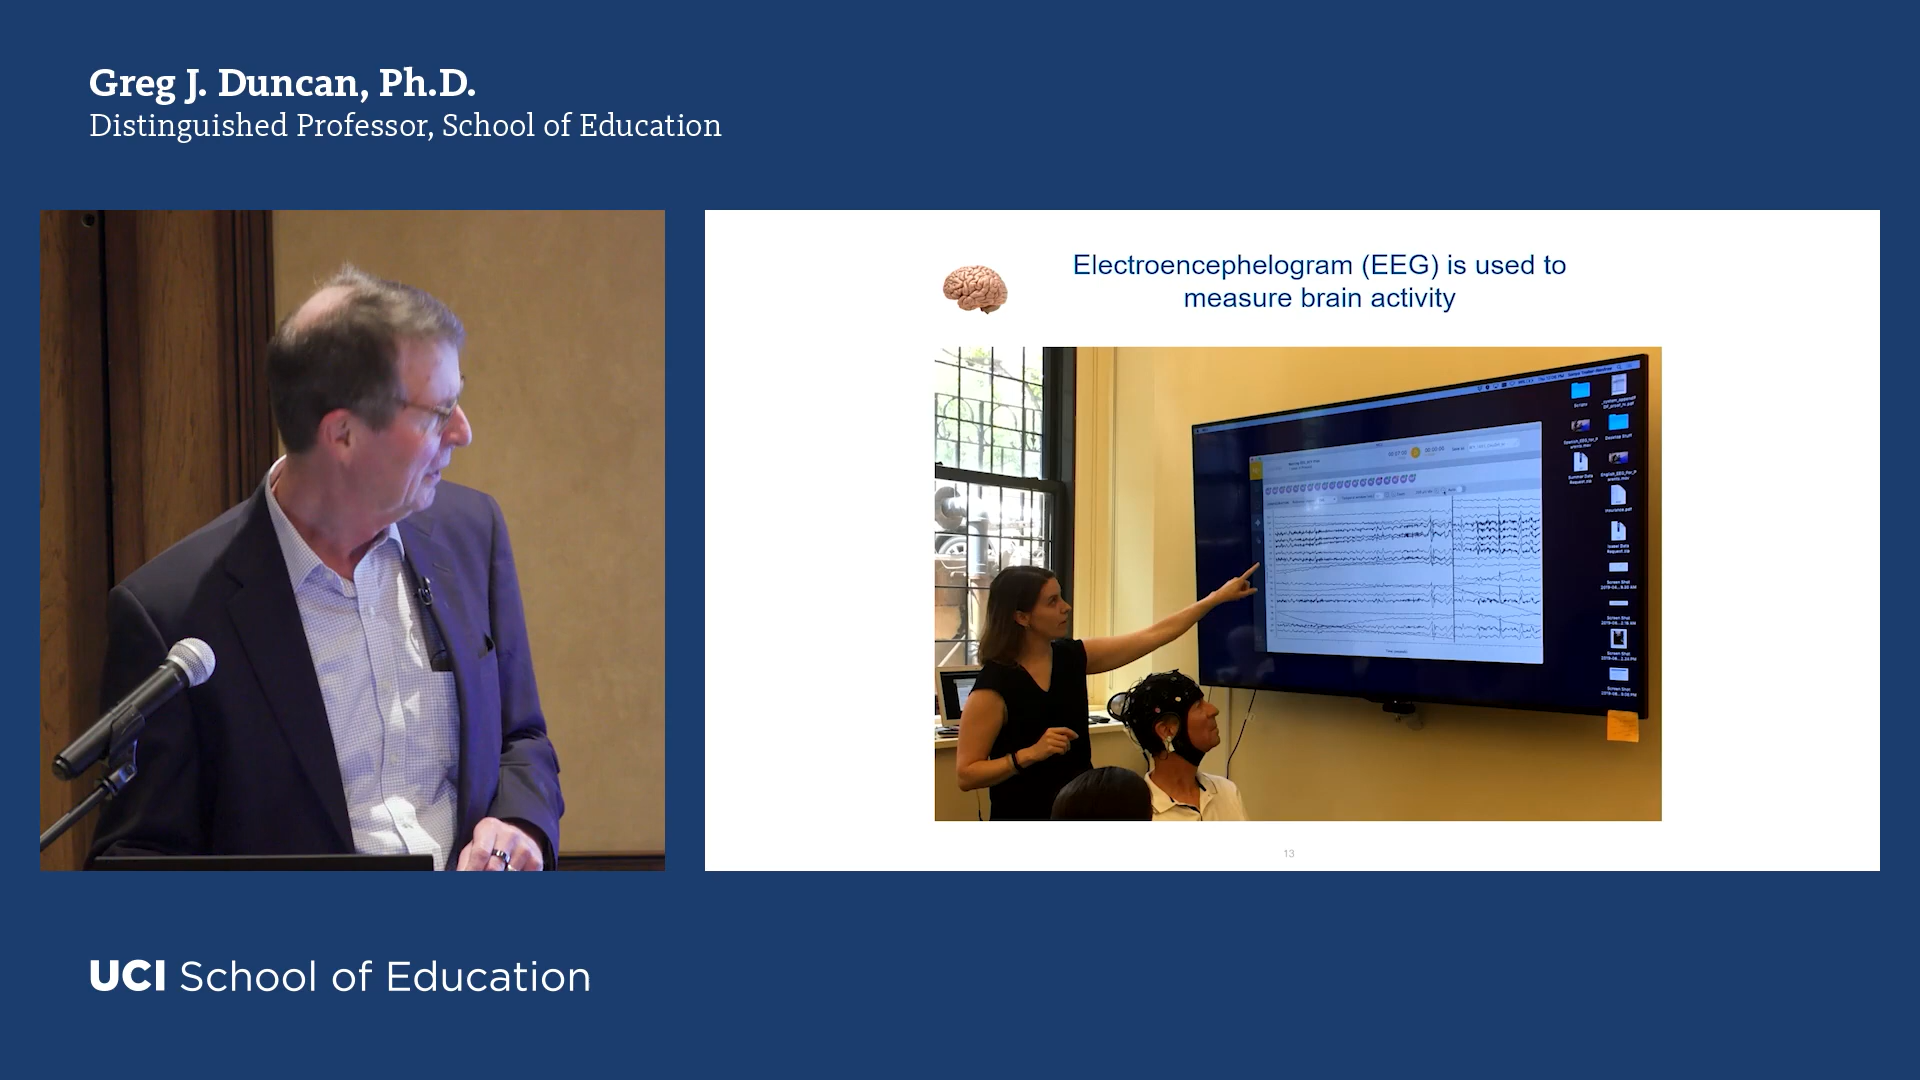 Greg J. Duncan, Ph.D.
Distinguished Professor, School of Education
Electroencephelogram (EEG) is used to
measure brain activity
13
UCI School of Education